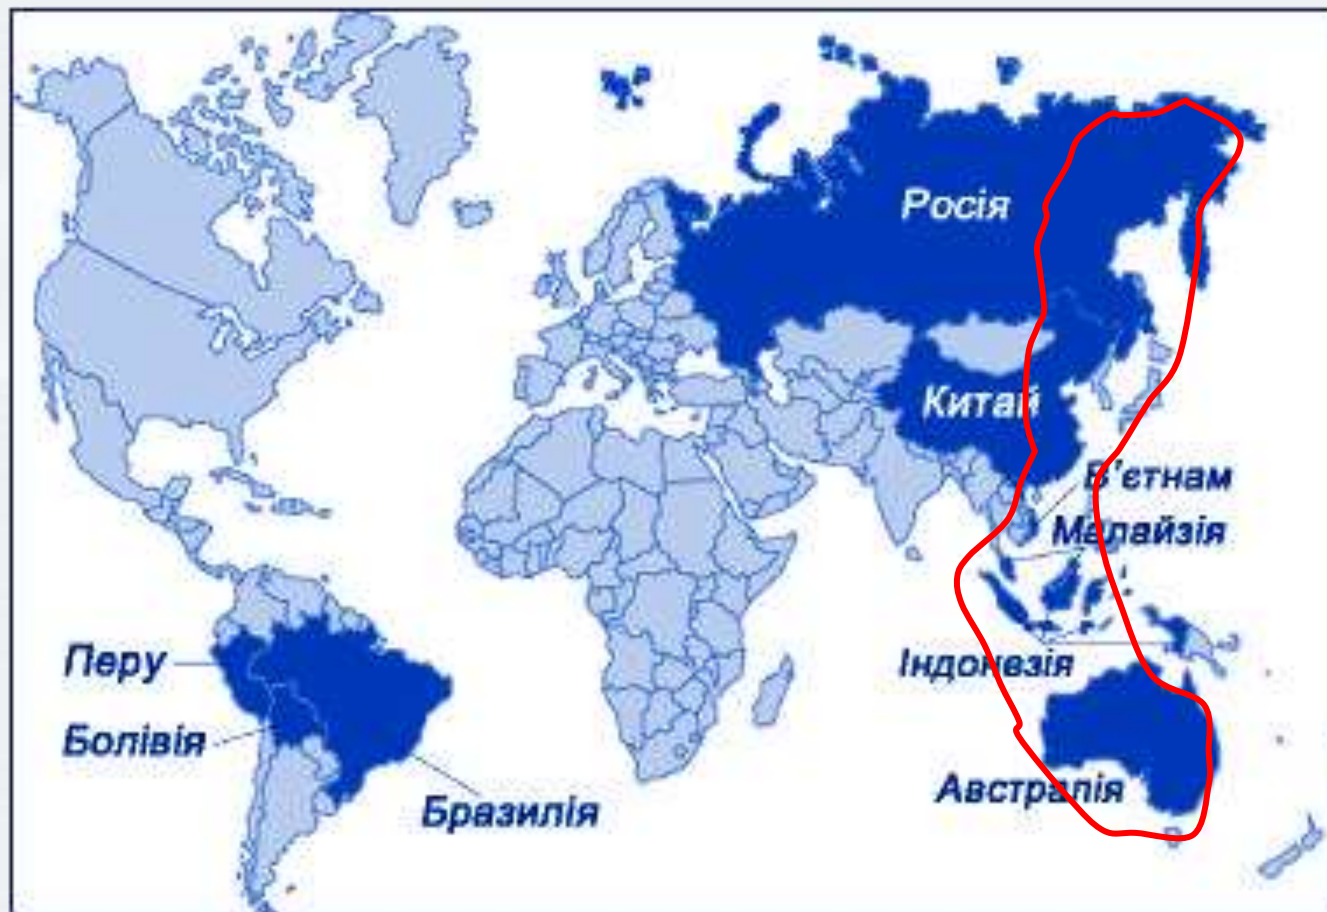 Росія
Китай
В'єтнам
Малайзія
Перу
Індонезія
Болівія
Австралія
Бразилія